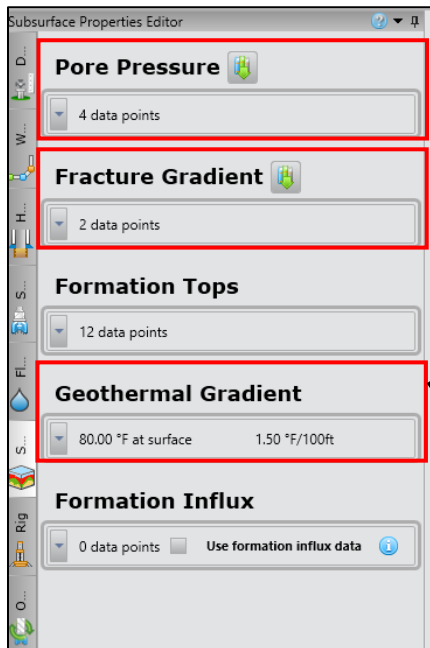 Subsurface Properties Editor
D...
Pore Pressure
4 data points
W...
Fracture Gradient
2 data points
H...
Formation Tops
S...
12 data points
Fl...
Geothermal Gradient
80.00 °F at surface 1.50 °F/100ft
S...
Formation Influx
Rig
0 data points Use formation influx data
O...